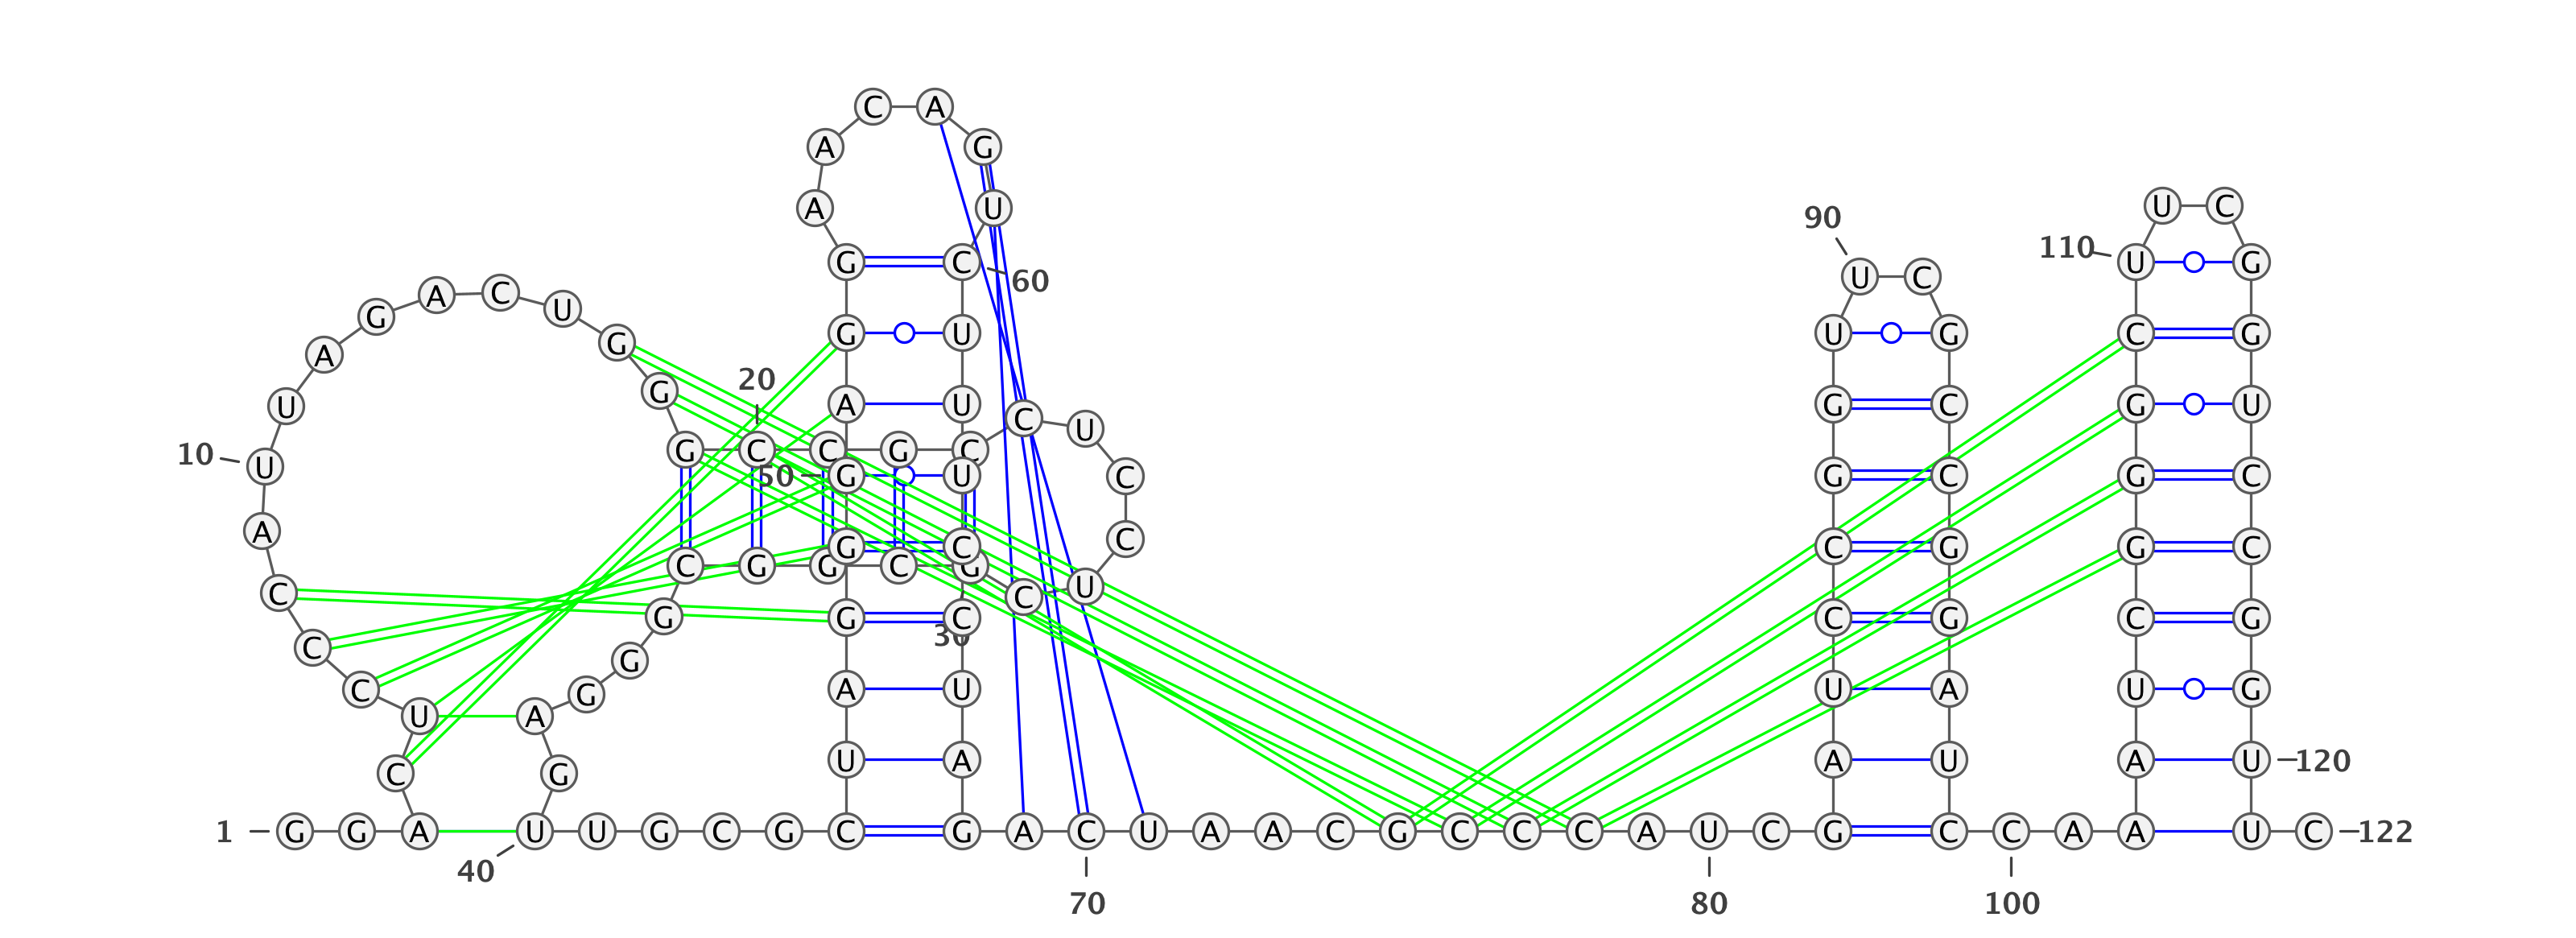 C A
A G
A U U C
90
110 U G
G C
60
U C
A C U
G
G U U G C G
G
A
20
G
U A U C U G C G U
10 U G C C G C
50 G U C G C G C
A G C C C G G C
C G G C G
C C U
G G C C G C G
30
C G
C G A U U A U G
U A
U A A U A U 120
C G
1 G G A U U G C G C G A C U A A C G C C C A U C G C C A A U C 122
40
70 80 100